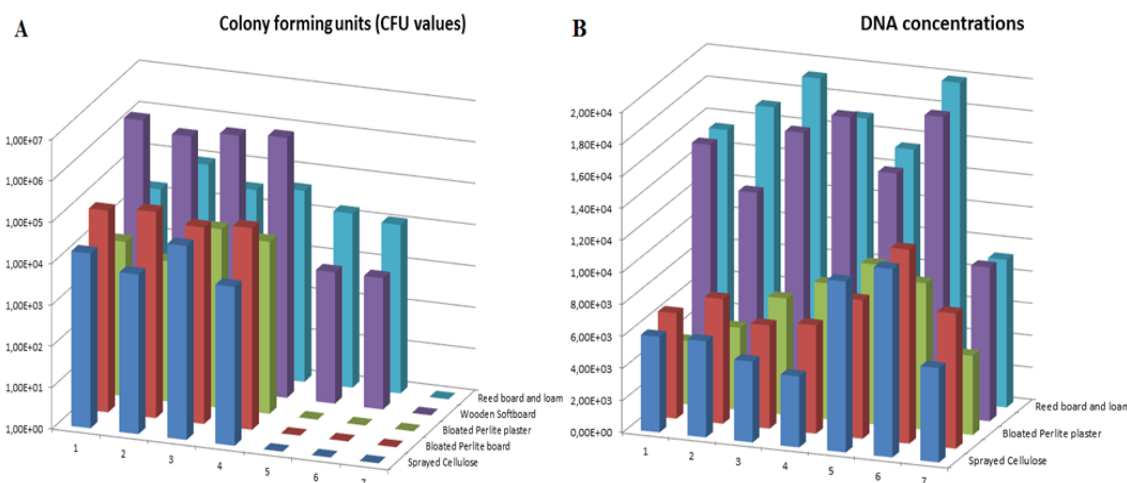 A
Colony forming units (CFU values)
1,00E+07
1,00E+06
1,00E+05
1,00E+04
1,00E+03
1,00E+02
1,00E+01
1,00E+00
1
2
3
4
5
6
7
Reed board and loam
Wooden Softboard
Bloated Perlite plaster
Bloated Perlite board
Sprayed Cellulose
B
DNA concentrations
2,00E+04
1,80E+04
1,60E+04
1,40E+04
1,20E+04
1,00E+04
8,00E+03
6,00E+03
4,00E+03
2,00E+03
0,00E+00
1
2
3
4
5
6
7
Reed board and loam
Bloated Perlite plaster
Sprayed Cellulose